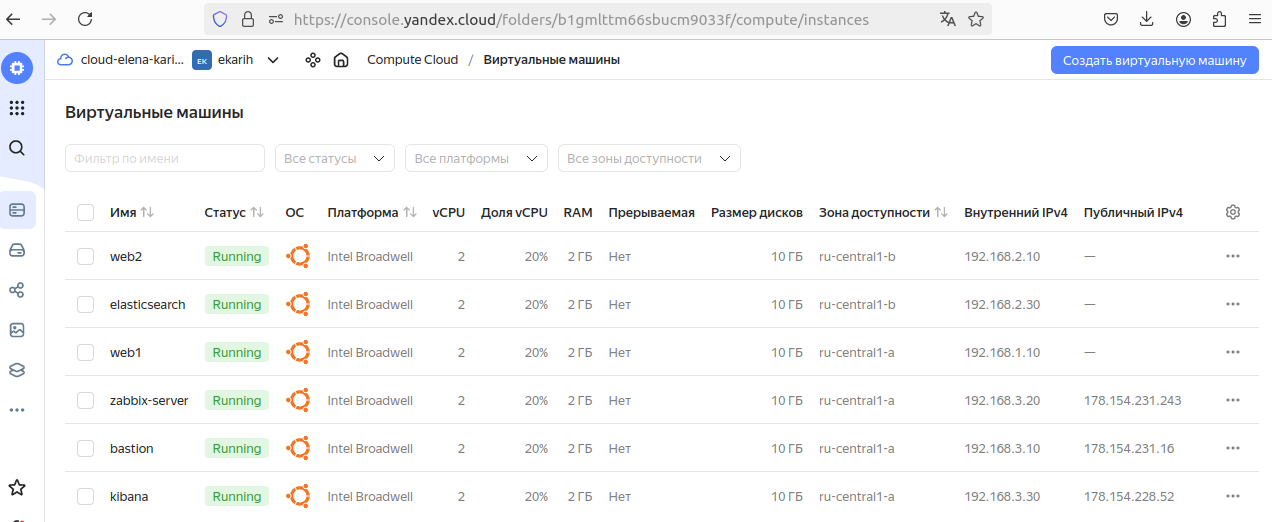 https://console.yandex.cloud/folders/b1gmlttm66sbucm9033f/compute/instances
cloud-elena-kari... EK ekarih Compute Cloud / Виртуальные машины Создать виртуальную машину
Виртуальные машины
Фильтр по имени Все статусы Все платформы Все зоны доступности
Имя Статус ОС Платформа vCPU Доля vCPU RAM Прерываемая Размер дисков Зона доступности Внутренний IPv4 Публичный IPv4
web2 Running Intel Broadwell 2 20% 2 ГБ Нет 10 ГБ ru-central1-b 192.168.2.10 —
elasticsearch Running Intel Broadwell 2 20% 2 ГБ Нет 10 ГБ ru-central1-b 192.168.2.30 —
web1 Running Intel Broadwell 2 20% 2 ГБ Нет 10 ГБ ru-central1-a 192.168.1.10 —
zabbix-server Running Intel Broadwell 2 20% 2 ГБ Нет 10 ГБ ru-central1-a 192.168.3.20 178.154.231.243
bastion Running Intel Broadwell 2 20% 2 ГБ Нет 10 ГБ ru-central1-a 192.168.3.10 178.154.231.16
kibana Running Intel Broadwell 2 20% 2 ГБ Нет 10 ГБ ru-central1-a 192.168.3.30 178.154.228.52